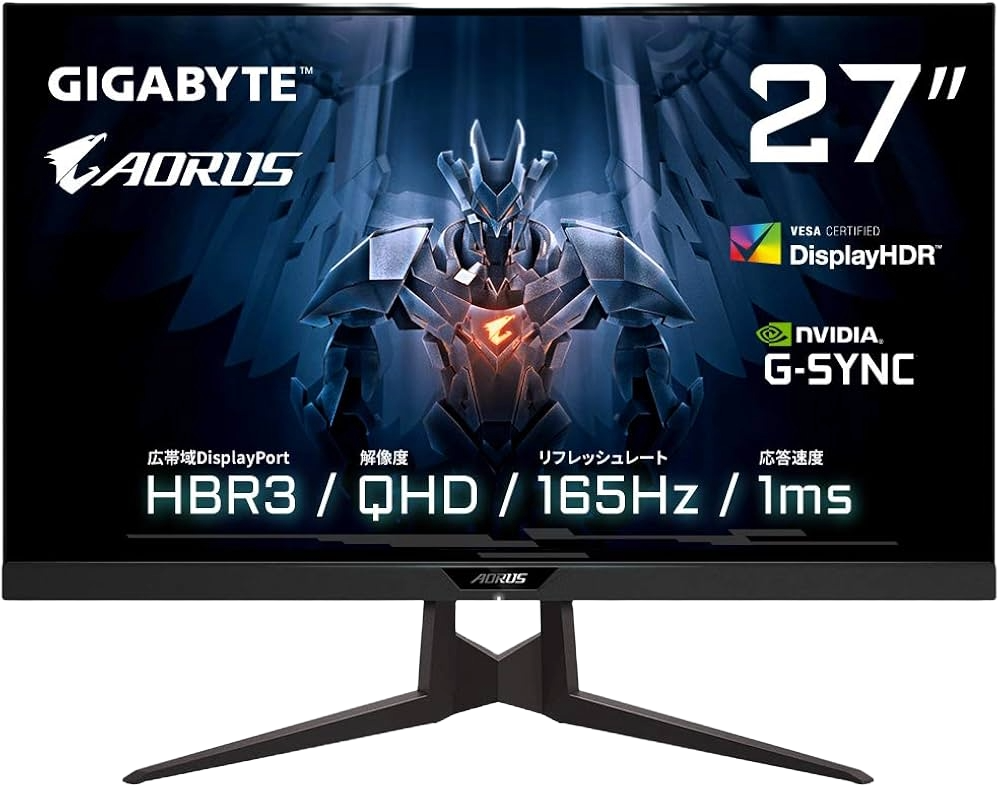 GIGABYTE™
AORUS
27″
VESA CERTIFIED
DisplayHDR™
NVIDIA®
G-SYNC
広帯域DisplayPort 解像度 リフレッシュレート 応答速度
HBR3 / QHD / 165Hz / 1ms
AORUS